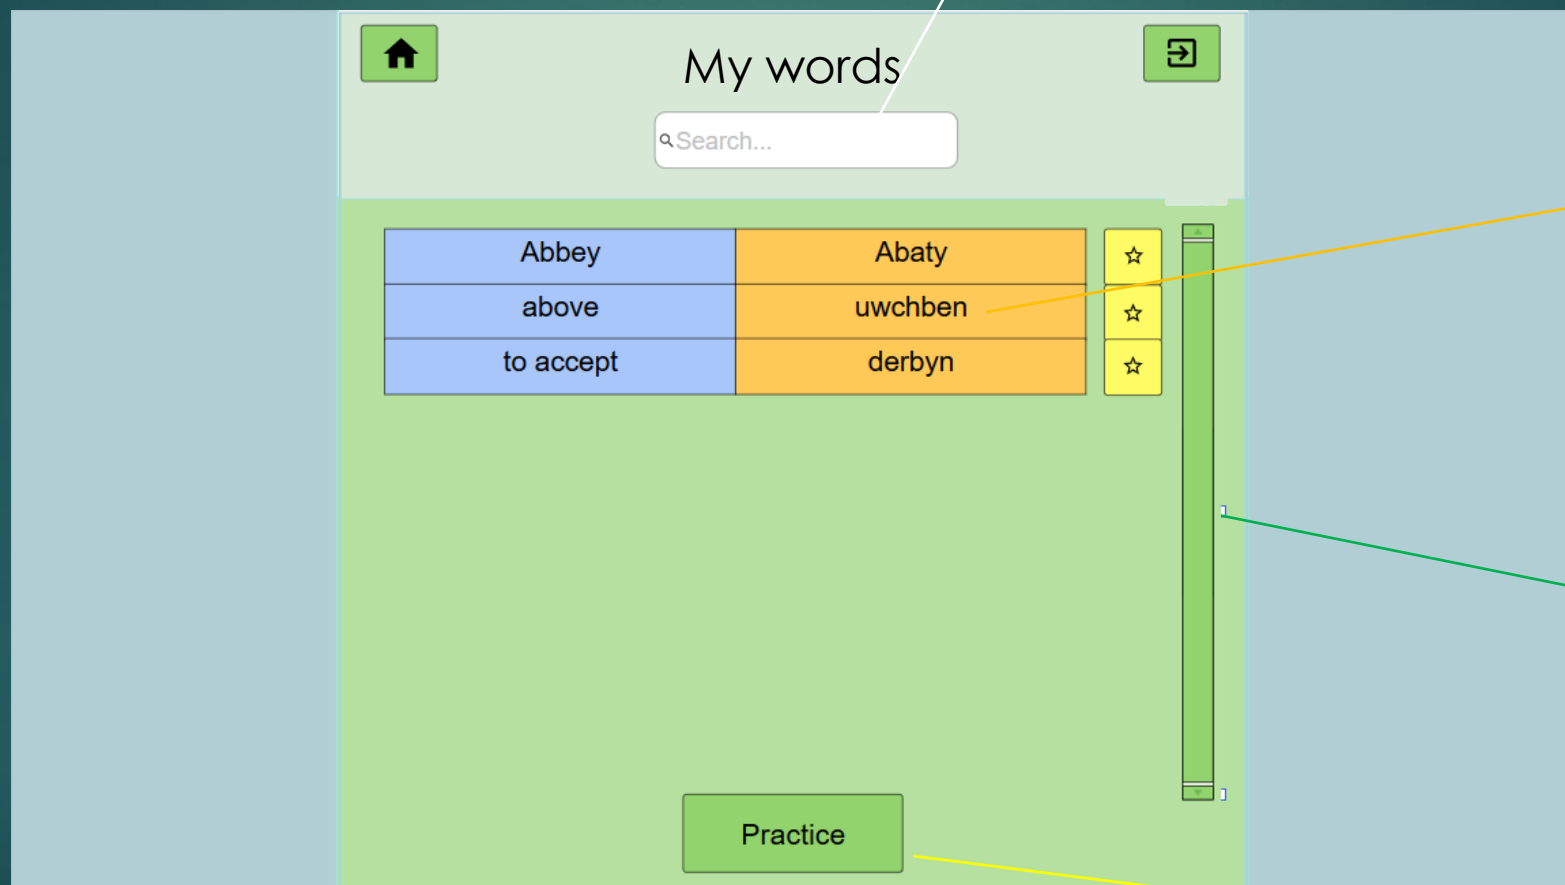 My words
Search...
Abbey Abaty
above uwchben
to accept derbyn
Practice